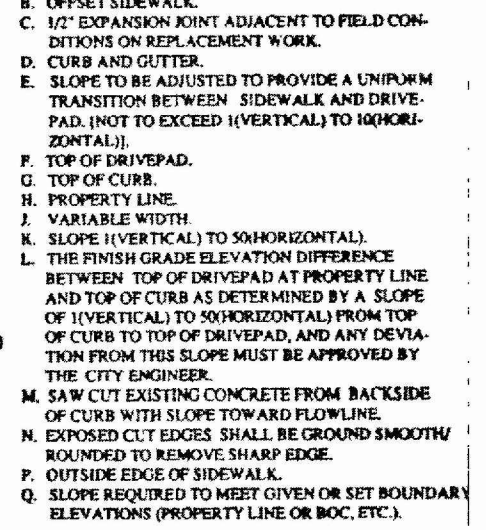 B. OFFSET SIDEWALK.
C. 1/2" EXPANSION JOINT ADJACENT TO FIELD CON-
DITIONS ON REPLACEMENT WORK.
D. CURB AND GUTTER.
E. SLOPE TO BE ADJUSTED TO PROVIDE A UNIFORM
TRANSITION BETWEEN SIDEWALK AND DRIVE-
PAD. [NOT TO EXCEED 1(VERTICAL) TO 10(HORI-
ZONTAL)].
F. TOP OF DRIVEPAD.
G. TOP OF CURB.
H. PROPERTY LINE.
J. VARIABLE WIDTH.
K. SLOPE 1(VERTICAL) TO 50(HORIZONTAL).
L. THE FINISH GRADE ELEVATION DIFFERENCE
BETWEEN TOP OF DRIVEPAD AT PROPERTY LINE
AND TOP OF CURB AS DETERMINED BY A SLOPE
OF 1(VERTICAL) TO 50(HORIZONTAL) FROM TOP
OF CURB TO TOP OF DRIVEPAD, AND ANY DEVIA-
TION FROM THIS SLOPE MUST BE APPROVED BY
THE CITY ENGINEER.
M. SAW CUT EXISTING CONCRETE FROM BACKSIDE
OF CURB WITH SLOPE TOWARD FLOWLINE.
N. EXPOSED CUT EDGES SHALL BE GROUND SMOOTH/
ROUNDED TO REMOVE SHARP EDGE.
P. OUTSIDE EDGE OF SIDEWALK.
Q. SLOPE REQUIRED TO MEET GIVEN OR SET BOUNDARY
ELEVATIONS (PROPERTY LINE OR BOC, ETC.).